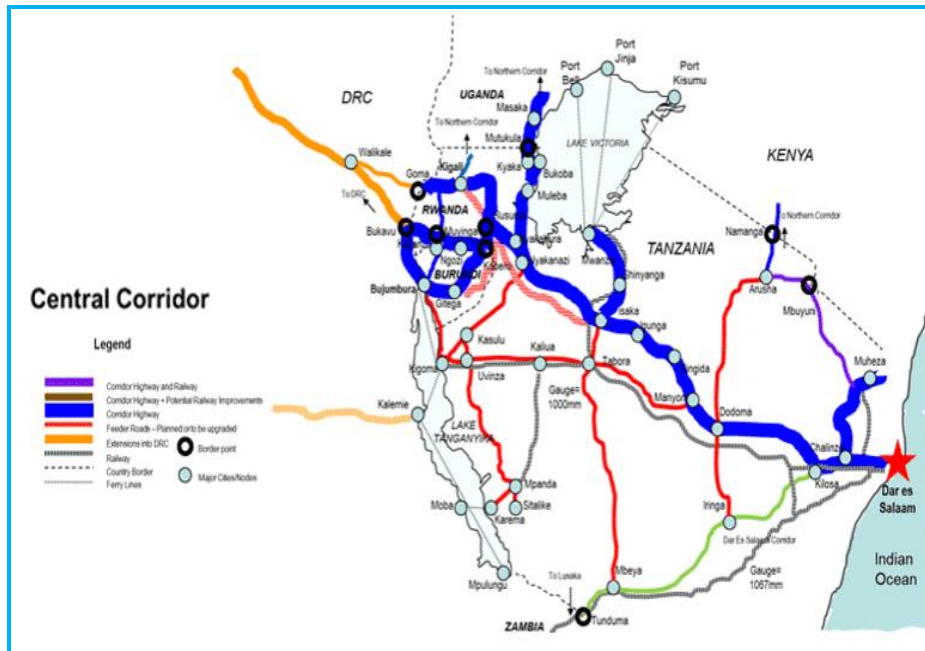 Port
Jinja
Port
Bell
Port
Kisumu
To Northern Corridor
DRC
UGANDA
Masaka
To Northern Corridor
Mutukula
LAKE VICTORIA
KENYA
Walikale
Goma
Kigali
Kyaka
Bukoba
To DRC
RWANDA
Muleba
To Northern Corridor
Bukavu
Muyinga
Namanga
TANZANIA
Ngozi
Nyakanazi
Mwanza
BURUNDI
Shinyanga
Arusha
Bujumbura
Gitega
Mbuyuni
Central Corridor
Isaka
Legend
Kasulu
Kaliua
Muheza
Kigoma
Uvinza
Tabora
Corridor Highway and Railway
Gauge=
1000mm
Corridor Highway + Potential Railway Improvements
Corridor Highway
Kalemie
Dodoma
Feeder Roads – Planned or to be upgraded
LAKE
TANGANYIKA
Chalinze
Extensions into DRC
Border point
Railway
Kilosa
Country Border
Major Cities/Nodes
Dar es
Salaam
Ferry Lines
Mpanda
Iringa
Moba
Karema
Sitalike
Dar Es Salaam Corridor
Indian
Ocean
Mbeya
Gauge=
1067mm
Mpulungu
To Lusaka
ZAMBIA
Tunduma